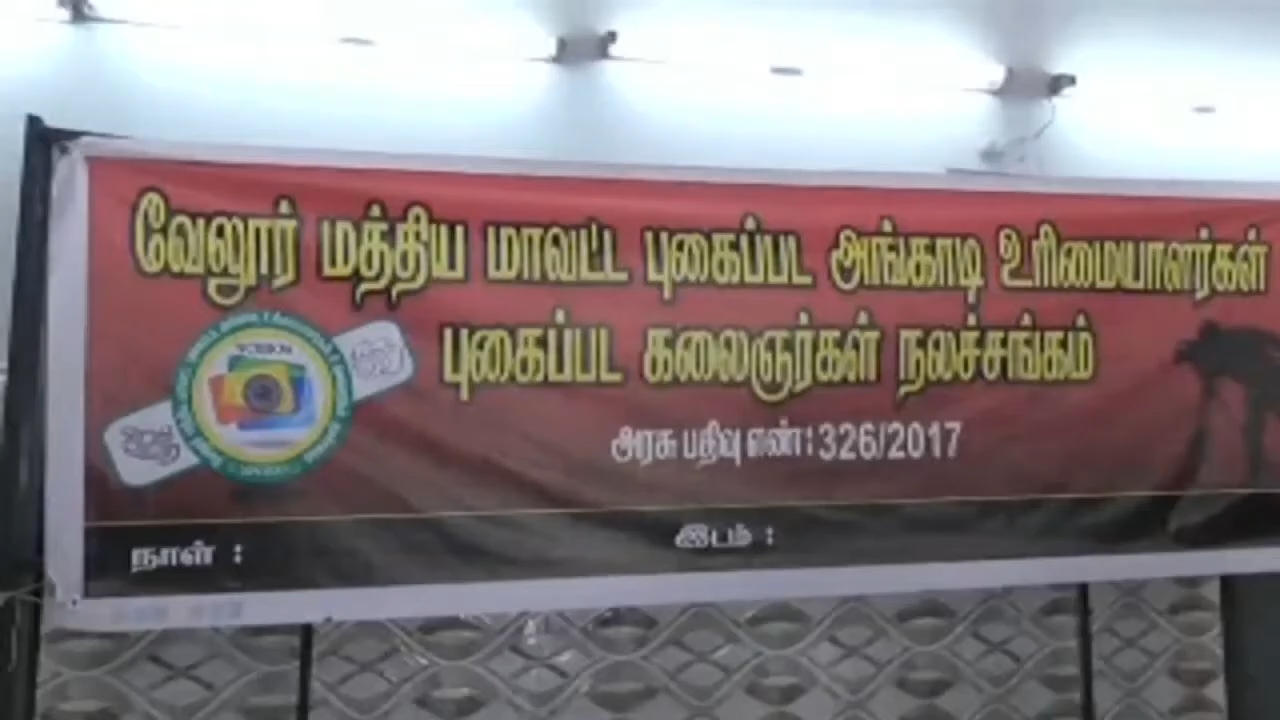 வேலூர் மத்திய மாவட்ட புகைப்பட அங்காடி உரிமையாளர்கள்
புகைப்பட கலைஞர்கள் நலச்சங்கம்
அரசு பதிவு எண்:326/2017
நாள் :
இடம் :